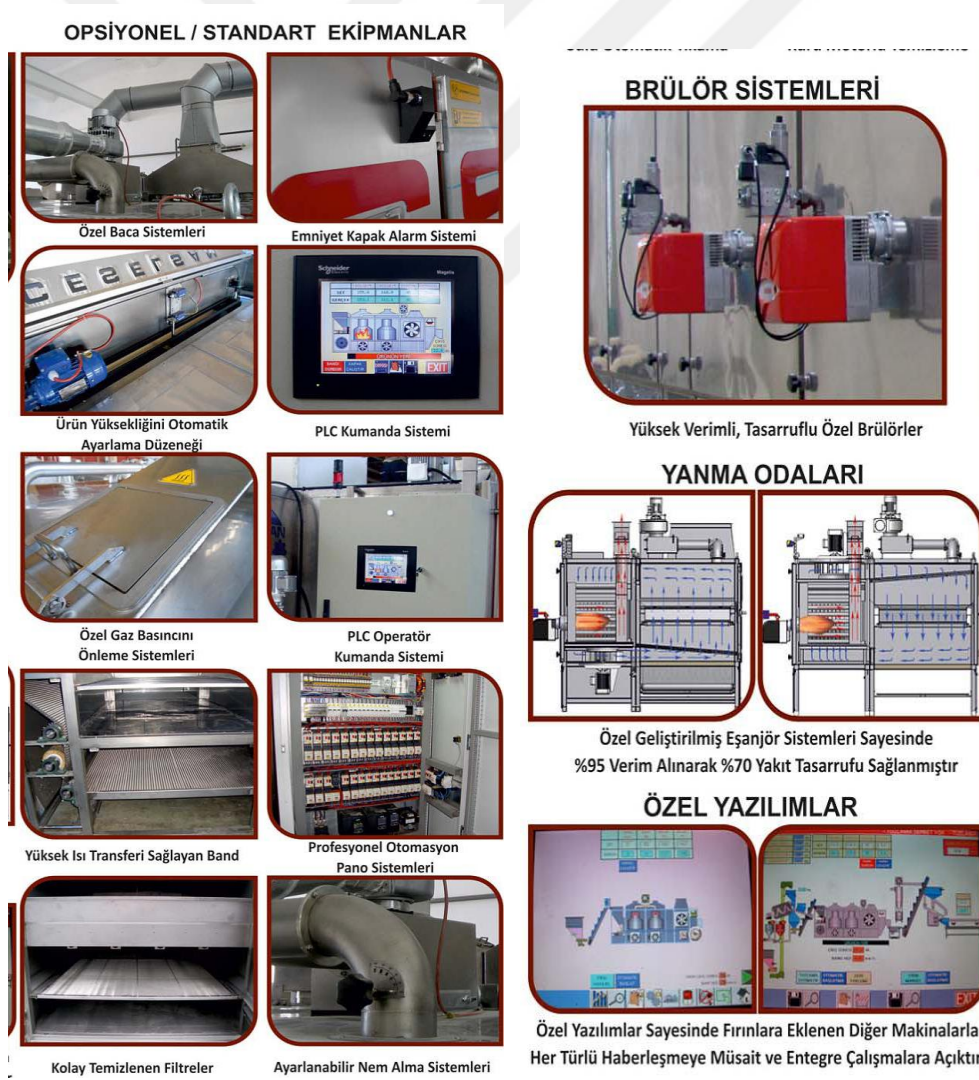 OPSİYONEL / STANDART EKİPMANLAR
Özel Baca Sistemleri
Emniyet Kapak Alarm Sistemi
Schneider
Magelis
EXIT
Ürün Yüksekliğini Otomatik
Ayarlama Düzeneği
PLC Kumanda Sistemi
Özel Gaz Basıncını
Önleme Sistemleri
PLC Operatör
Kumanda Sistemi
Yüksek Isı Transferi Sağlayan Band
Profesyonel Otomasyon
Pano Sistemleri
Kolay Temizlenen Filtreler
Ayarlanabilir Nem Alma Sistemleri
BRÜLÖR SİSTEMLERİ
Yüksek Verimli, Tasarruflu Özel Brülörler
YANMA ODALARI
Özel Geliştirilmiş Eşanjör Sistemleri Sayesinde
%95 Verim Alınarak %70 Yakıt Tasarrufu Sağlanmıştır
ÖZEL YAZILIMLAR
EXIT
Özel Yazılımlar Sayesinde Fırınlara Eklenen Diğer Makinalarla
Her Türlü Haberleşmeye Müsait ve Entegre Çalışmalara Açıktır